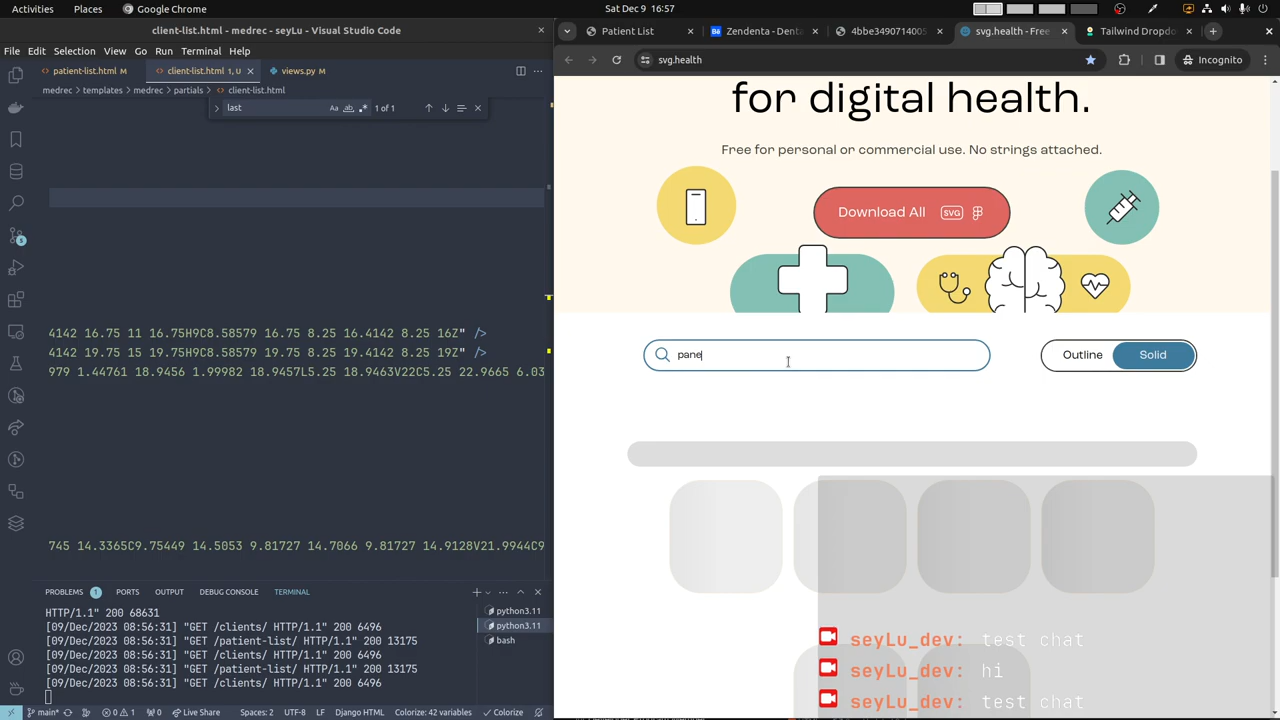 Activities Places Google Chrome Sat Dec 9 16:57
client-list.html - medrec - seyLu - Visual Studio Code
File Edit Selection View Go Run Terminal Help
patient-list.html M client-list.html 1, U views.py M
medrec > templates > medrec > partials > client-list.html
last Aa ab 1 of 1
4142 16.75 11 16.75H9C8.58579 16.75 8.25 16.4142 8.25 16Z" />
4142 19.75 15 19.75H9C8.58579 19.75 8.25 19.4142 8.25 19Z" />
979 1.44761 18.9456 1.99982 18.9457L5.25 18.9463V22C5.25 22.9665 6.03
745 14.3365C9.75449 14.5053 9.81727 14.7066 9.81727 14.9128V21.9944C9
PROBLEMS 1 PORTS OUTPUT DEBUG CONSOLE TERMINAL
HTTP/1.1" 200 68631
[09/Dec/2023 08:56:31] "GET /clients/ HTTP/1.1" 200 6496
[09/Dec/2023 08:56:31] "GET /patient-list/ HTTP/1.1" 200 13175
[09/Dec/2023 08:56:31] "GET /clients/ HTTP/1.1" 200 6496
[09/Dec/2023 08:56:31] "GET /patient-list/ HTTP/1.1" 200 13175
[09/Dec/2023 08:56:31] "GET /clients/ HTTP/1.1" 200 6496
python3.11
python3.11
bash
main* 0 1 0 Live Share Spaces: 2 UTF-8 LF Django HTML Colorize: 42 variables Colorize
3
Patient List Zendenta - Denta 4bbe3490714005 svg.health - Free Tailwind Dropdo
svg.health Incognito
for digital health.
Free for personal or commercial use. No strings attached.
Download All SVG
pane
Outline Solid
seyLu_dev: test chat
seyLu_dev: hi
seyLu_dev: test chat